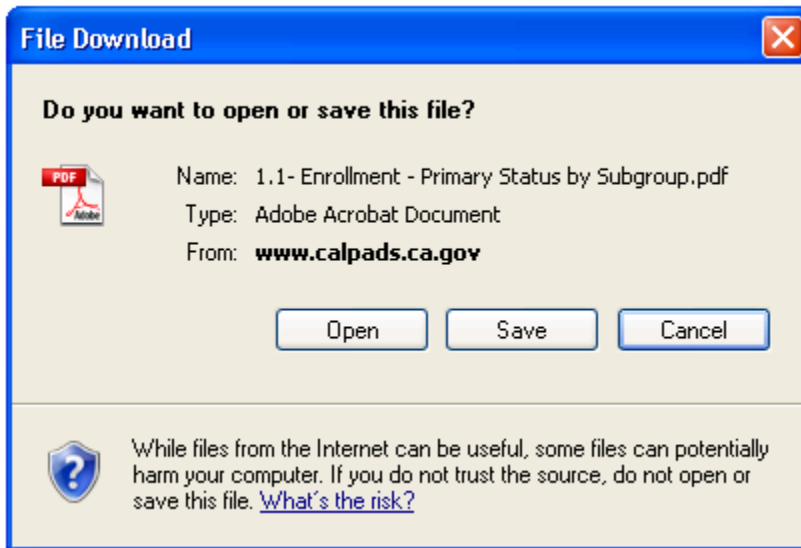 File Download
Do you want to open or save this file?
PDF
Adobe
Name: 1.1- Enrollment - Primary Status by Subgroup.pdf
Type: Adobe Acrobat Document
From: www.calpads.ca.gov
Open Save Cancel
While files from the Internet can be useful, some files can potentially
harm your computer. If you do not trust the source, do not open or
save this file. What's the risk?